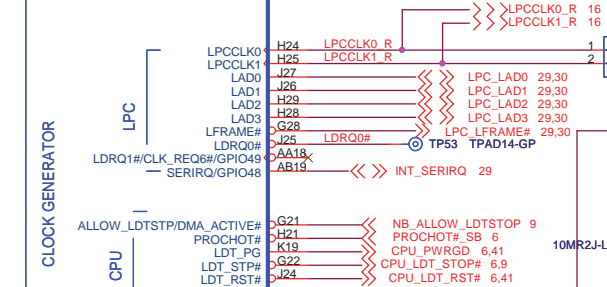 LPCCLK0_R 16
LPCCLK1_R 16
LPCCLK0 H24 LPCCLK0_R 1
LPCCLK1 H25 LPCCLK1_R 2
LAD0 J27 LPC_LAD0 29,30
LAD1 J26 LPC_LAD1 29,30
LAD2 H29 LPC_LAD2 29,30
LAD3 H28 LPC_LAD3 29,30
LFRAME# G28 LPC_LFRAME# 29,30
LDRQ0# J25 LDRQ0# TP53 TPAD14-GP
LDRQ1#/CLK_REQ6#/GPIO49 AA18
SERIRQ/GPIO48 AB19 INT_SERIRQ 29
LPC
CLOCK GENERATOR
ALLOW_LDTSTP/DMA_ACTIVE# G21 NB_ALLOW_LDTSTOP 9
PROCHOT# H21 PROCHOT#_SB 6
LDT_PG K19 CPU_PWRGD 6,41
LDT_STP# G22 CPU_LDT_STOP# 6,9
LDT_RST# J24 CPU_LDT_RST# 6,41
CPU
10MR2J-L